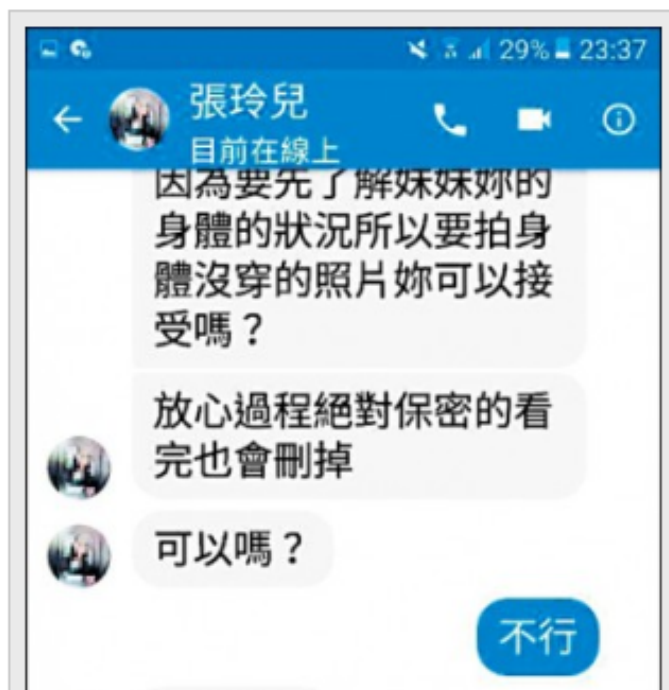 29% 23:37
張玲兒
目前在線上
因為要先了解妹妹妳的
身體的狀況所以要拍身
體沒穿的照片妳可以接
受嗎？
放心過程絕對保密的看
完也會刪掉
可以嗎？
不行